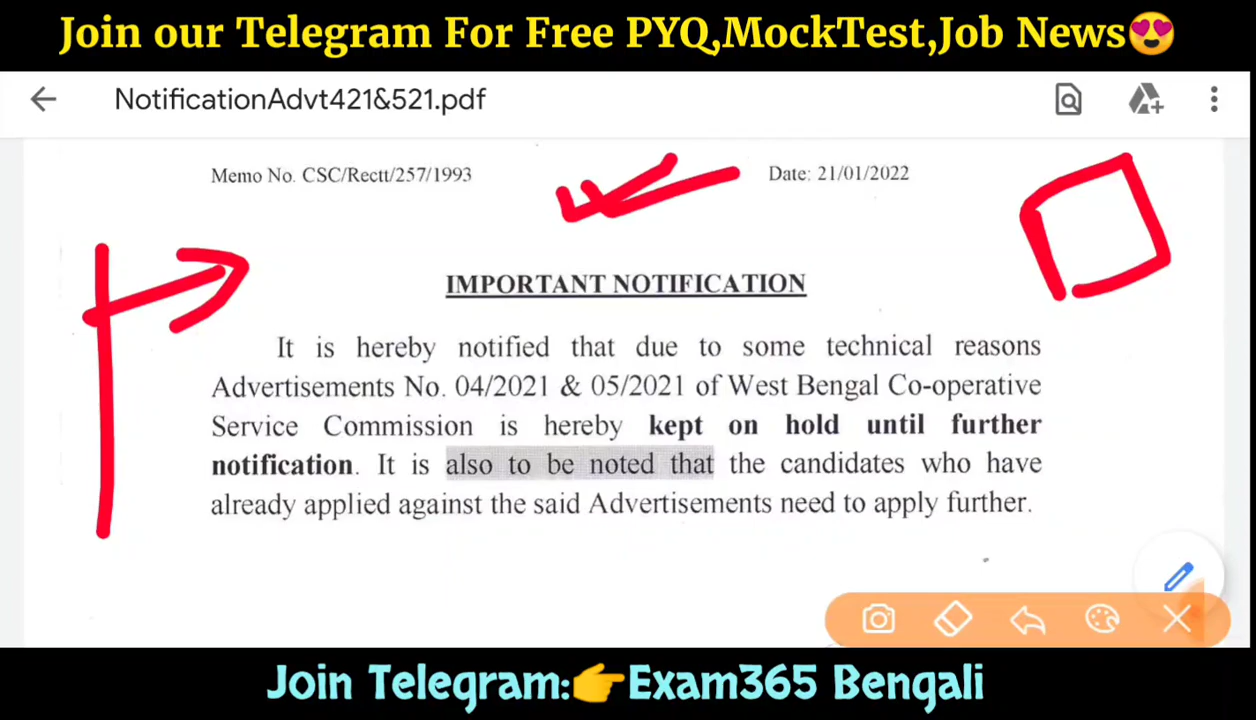 Join our Telegram For Free PYQ,MockTest,Job News😍
NotificationAdvt421&521.pdf
Memo No. CSC/Rectt/257/1993 Date: 21/01/2022
IMPORTANT NOTIFICATION
It is hereby notified that due to some technical reasons
Advertisements No. 04/2021 & 05/2021 of West Bengal Co-operative
Service Commission is hereby kept on hold until further
notification. It is also to be noted that the candidates who have
already applied against the said Advertisements need to apply further.
Join Telegram:👉Exam365 Bengali